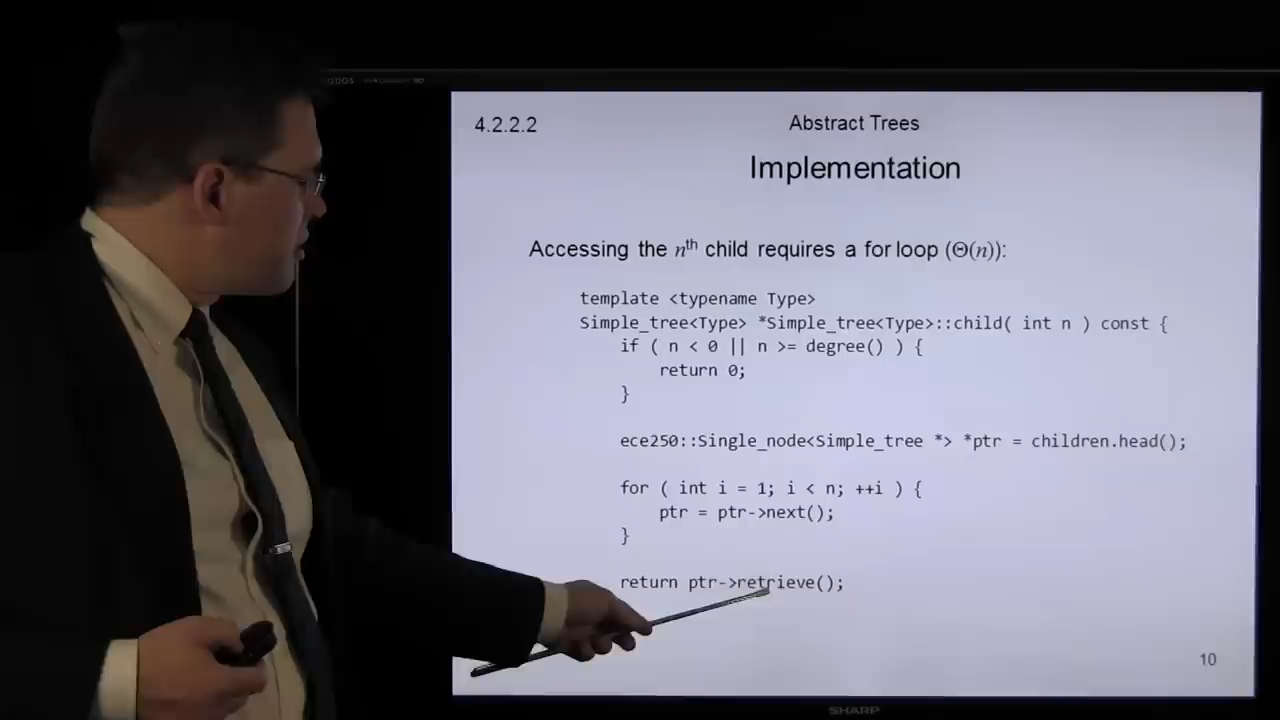 4.2.2.2
Abstract Trees
Implementation
Accessing the nth child requires a for loop (Θ(n)):
template <typename Type>
Simple_tree<Type> *Simple_tree<Type>::child( int n ) const {
if ( n < 0 || n >= degree() ) {
return 0;
}
ece250::Single_node<Simple_tree *> *ptr = children.head();
for ( int i = 1; i < n; ++i ) {
ptr = ptr->next();
}
return ptr->retrieve();
10
SHARP